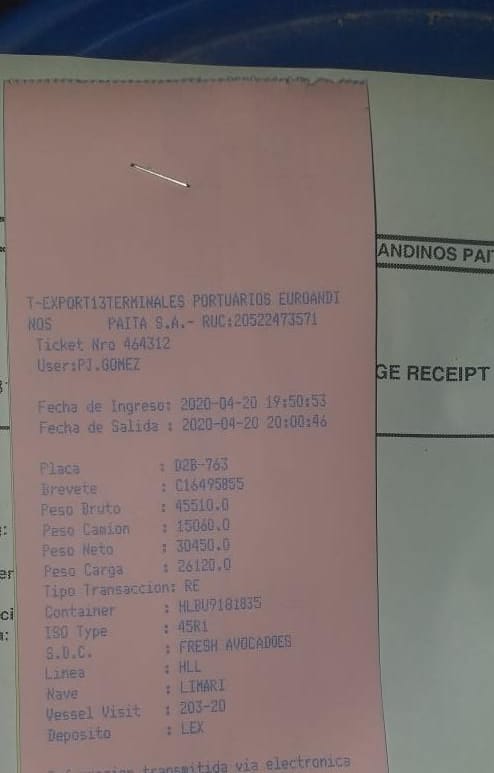 T-EXPORT13TERMINALES PORTUARIOS EUROANDI
NOS PAITA S.A.- RUC:20522473571
Ticket Nro 464312
User:PJ.GOMEZ
Fecha de Ingreso: 2020-04-20 19:50:53
Fecha de Salida : 2020-04-20 20:00:46
Placa : D2B-763
Brevete : C16495855
Peso Bruto : 45510.0
Peso Camion : 15060.0
Peso Neto : 30450.0
Peso Carga : 26120.0
Tipo Transaccion: RE
Container : HLBU9181835
ISO Type : 45R1
S.D.C. : FRESH AVOCADOES
Linea : HLL
Nave : LIMARI
Vessel Visit : 203-20
Deposito : LEX
transmitida via electronica
ANDINOS PAI
GE RECEIPT